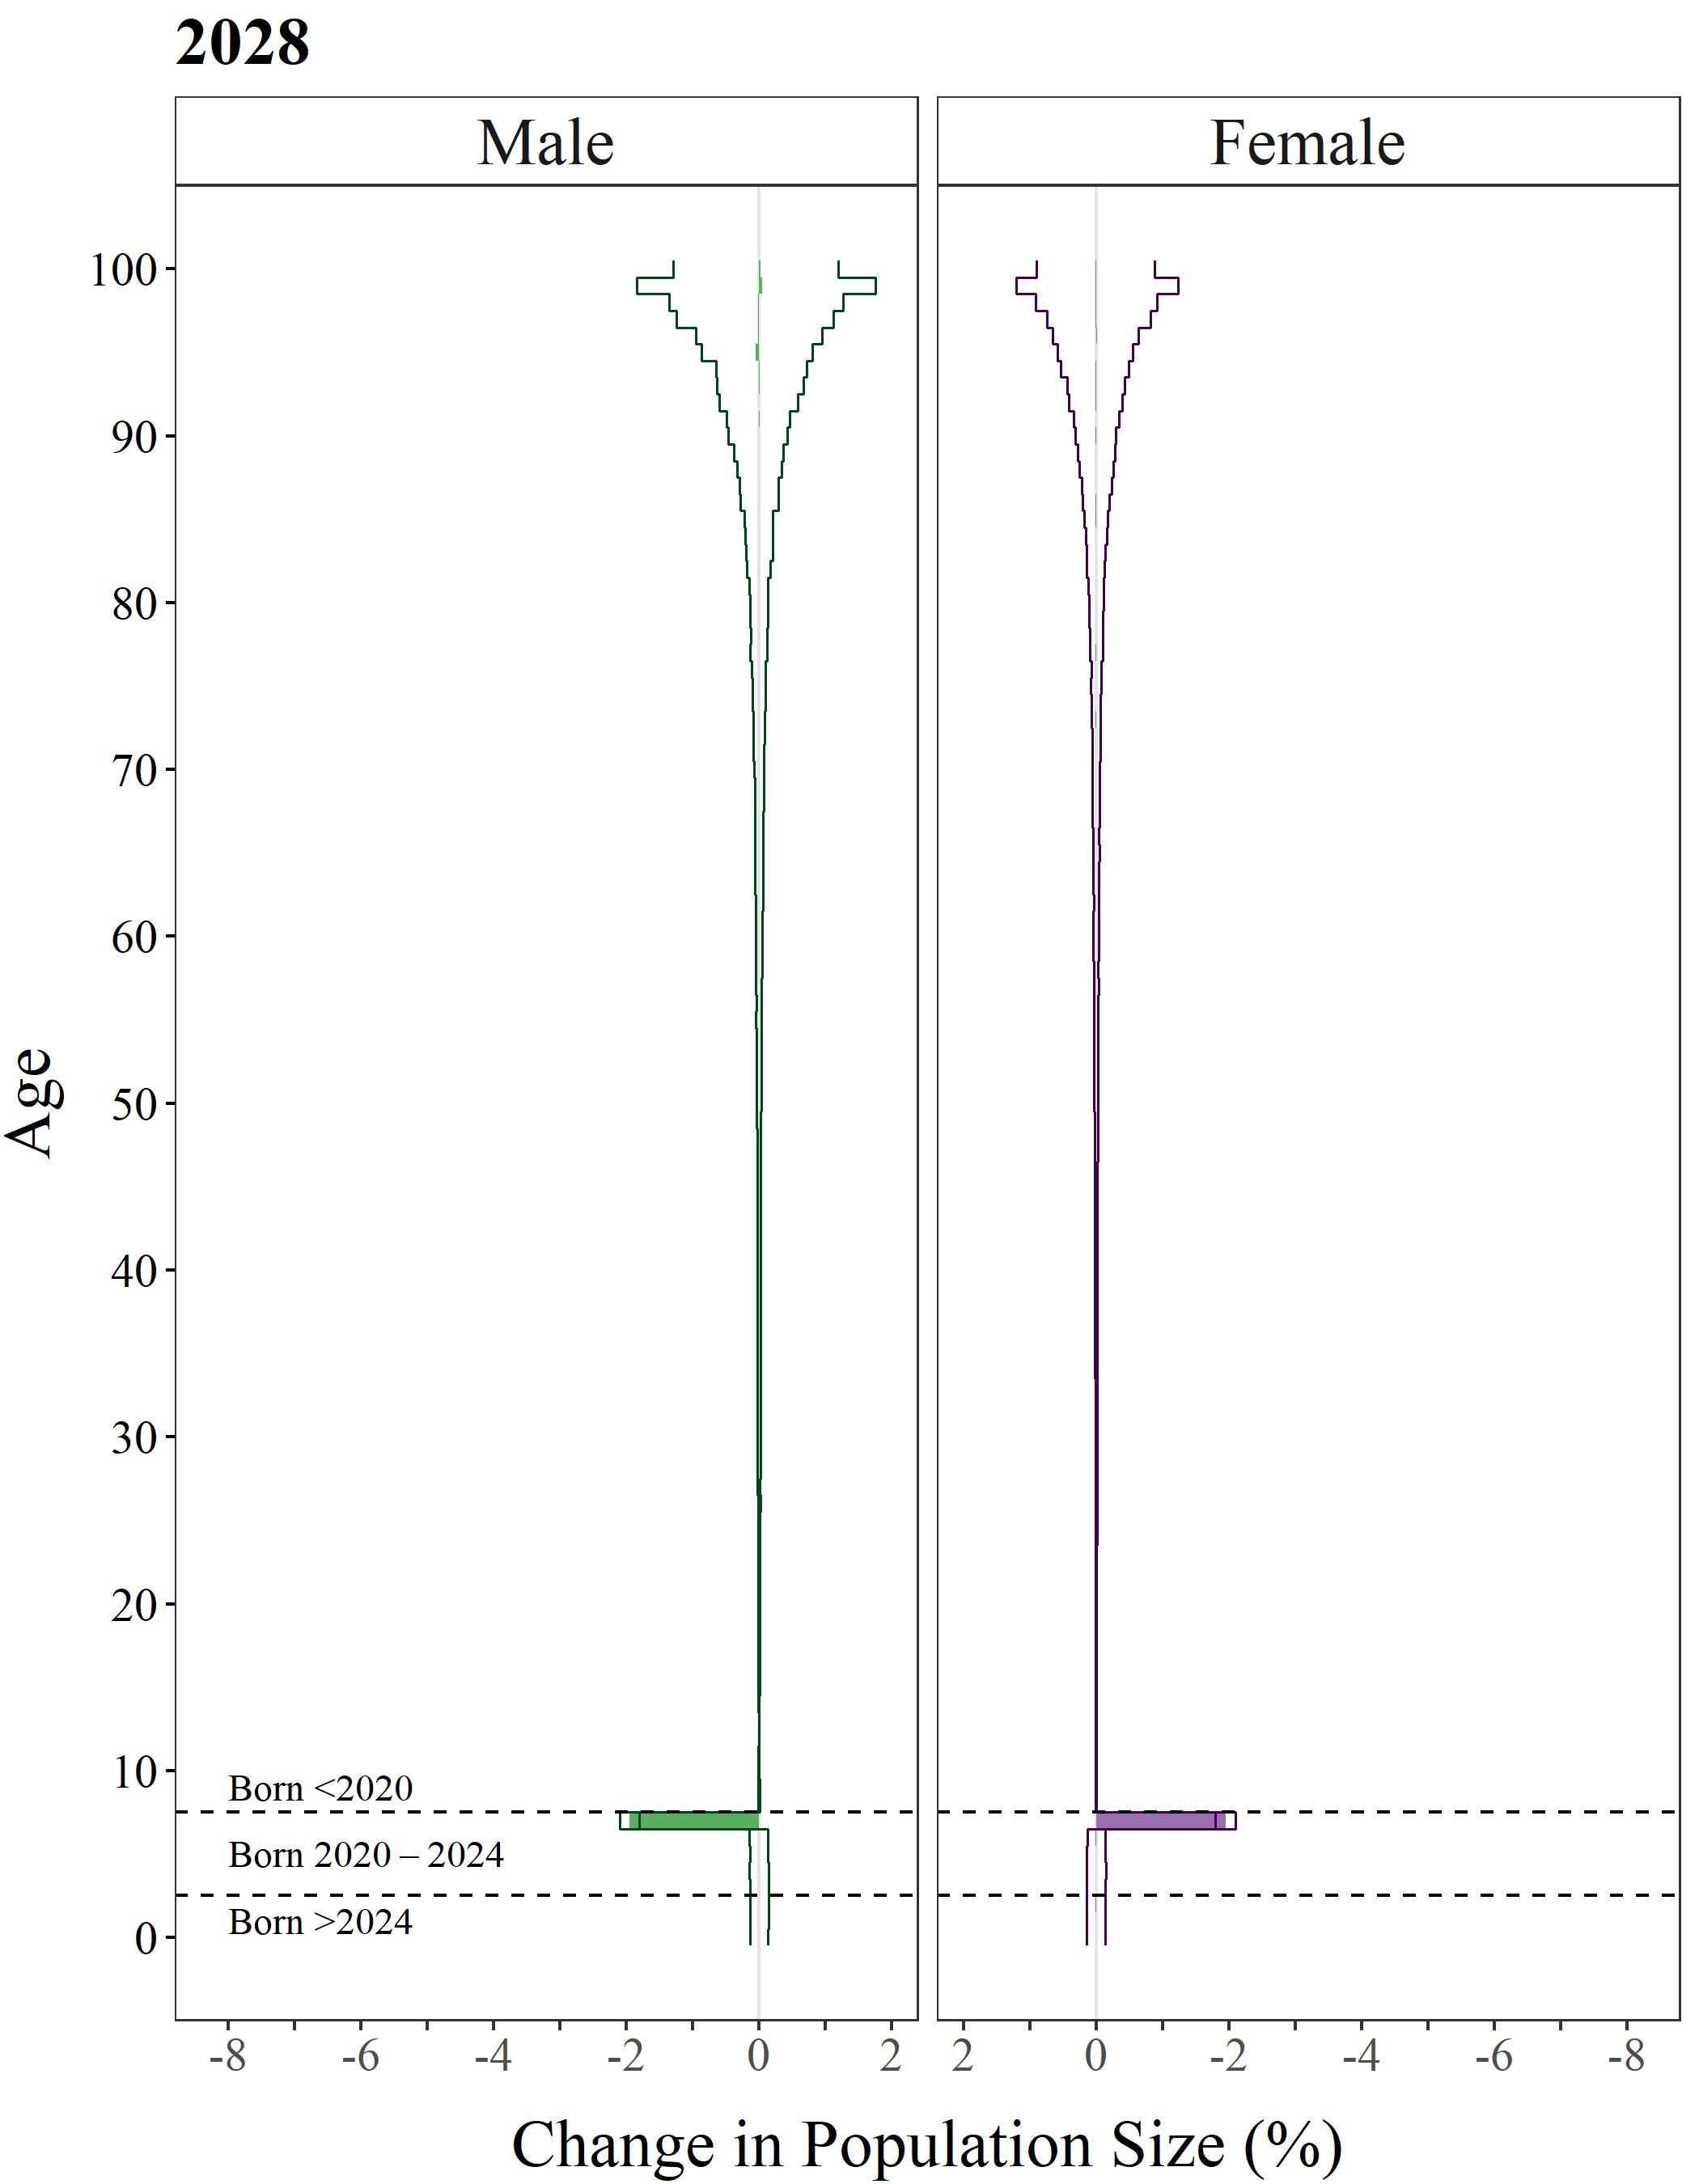 2028
Male
Female
100
90
80
70
60
50
40
30
20
10
0
Age
Born <2020
Born 2020 – 2024
Born >2024
-8 -6 -4 -2 0 2
2 0 -2 -4 -6 -8
Change in Population Size (%)